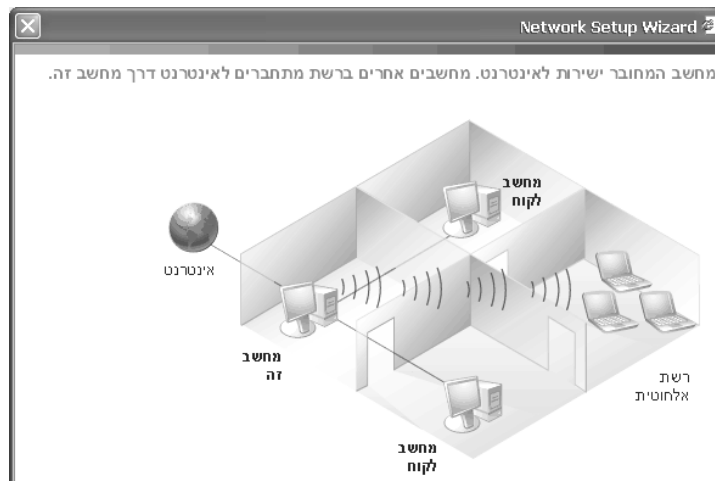 Network Setup Wizard
מחשב המחובר ישירות לאינטרנט. מחשבים אחרים ברשת מתחברים לאינטרנט דרך מחשב זה.
מחשב
לקוח
אינטרנט
מחשב
זה
רשת
אלחוטית
מחשב
לקוח